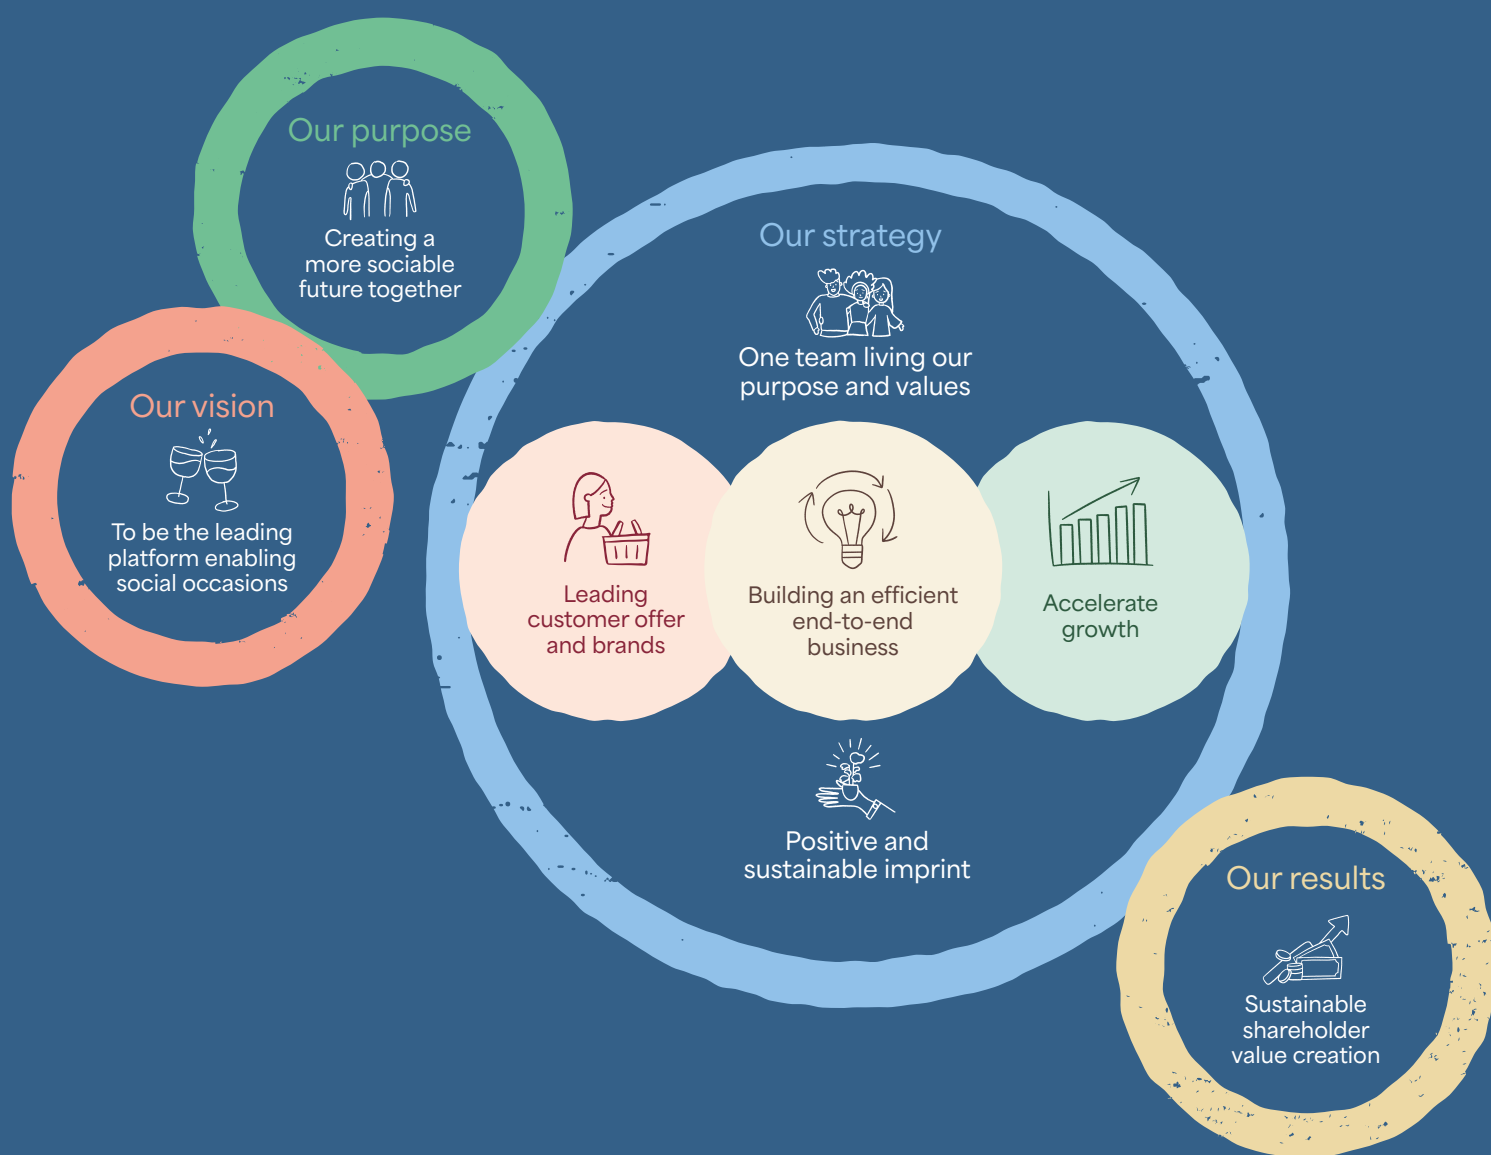 Our purpose
Creating a
more sociable
future together
Our vision
To be the leading
platform enabling
social occasions
Our strategy
One team living our
purpose and values
Leading
customer offer
and brands
Building an efficient
end-to-end
business
Accelerate
growth
Positive and
sustainable imprint
Our results
Sustainable
shareholder
value creation